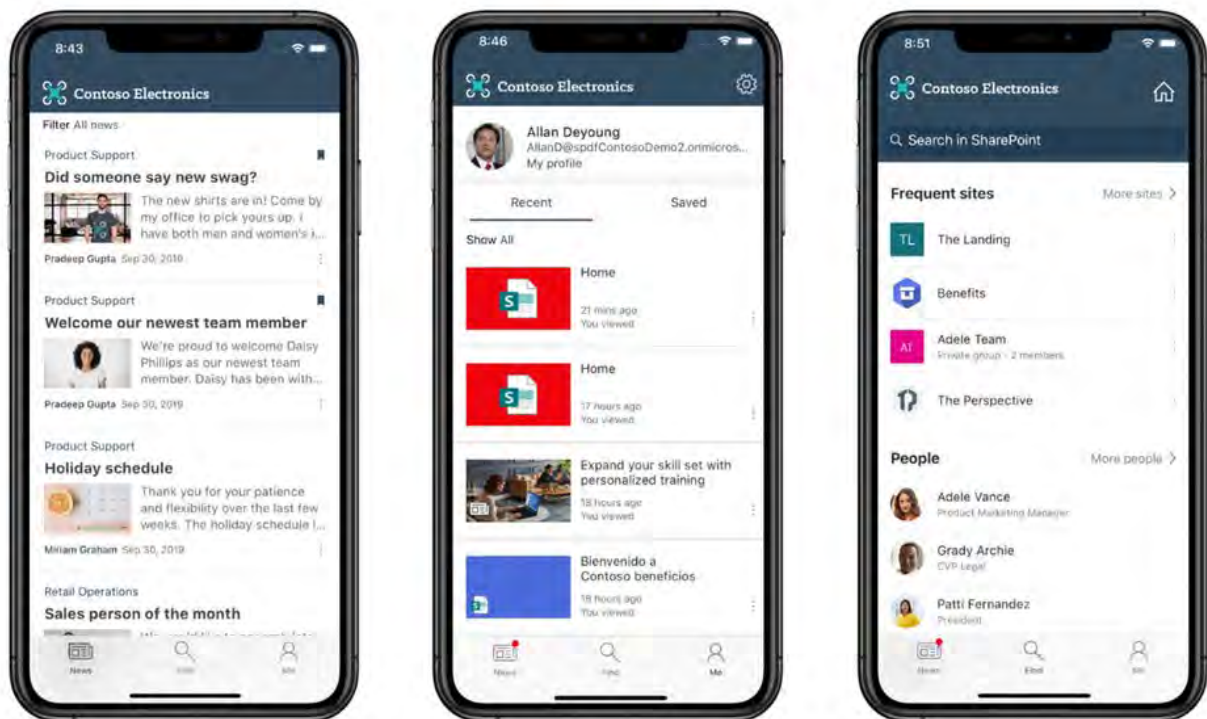 8:43
Contoso Electronics
Filter All news
Product Support
Did someone say new swag?
The new shirts are in! Come by
my office to pick yours up. I
have both men and women's i...
Pradeep Gupta Sep 30, 2019
Product Support
Welcome our newest team member
We're proud to welcome Daisy
Phillips as our newest team
member. Daisy has been with...
Pradeep Gupta Sep 30, 2019
Product Support
Holiday schedule
Thank you for your patience
and flexibility over the last few
weeks. The holiday schedule i...
Miriam Graham Sep 30, 2019
Retail Operations
Sales person of the month
News
Find
Me
8:46
Contoso Electronics
Allan Deyoung
AllanD@spdfContosoDemo2.onmicros...
My profile
Recent
Saved
Show All
S
Home
21 mins ago
You viewed
S
Home
17 hours ago
You viewed
Expand your skill set with
personalized training
18 hours ago
You viewed
Bienvenido a
Contoso beneficios
18 hours ago
You viewed
News
Find
Me
8:51
Contoso Electronics
Search in SharePoint
Frequent sites
More sites >
TL
The Landing
Benefits
AT
Adele Team
Private group - 2 members
The Perspective
People
More people >
Adele Vance
Product Marketing Manager
Grady Archie
CVP Legal
Patti Fernandez
President
News
Find
Me